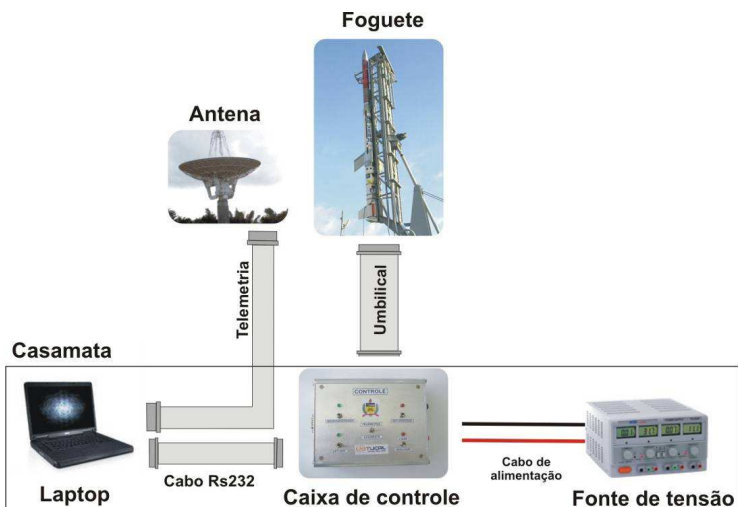 Foguete
Antena
Telemetria
Umbilical
Casamata
CONTROLE
Cabo Rs232
Cabo de
alimentação
Laptop
Caixa de controle
Fonte de tensão